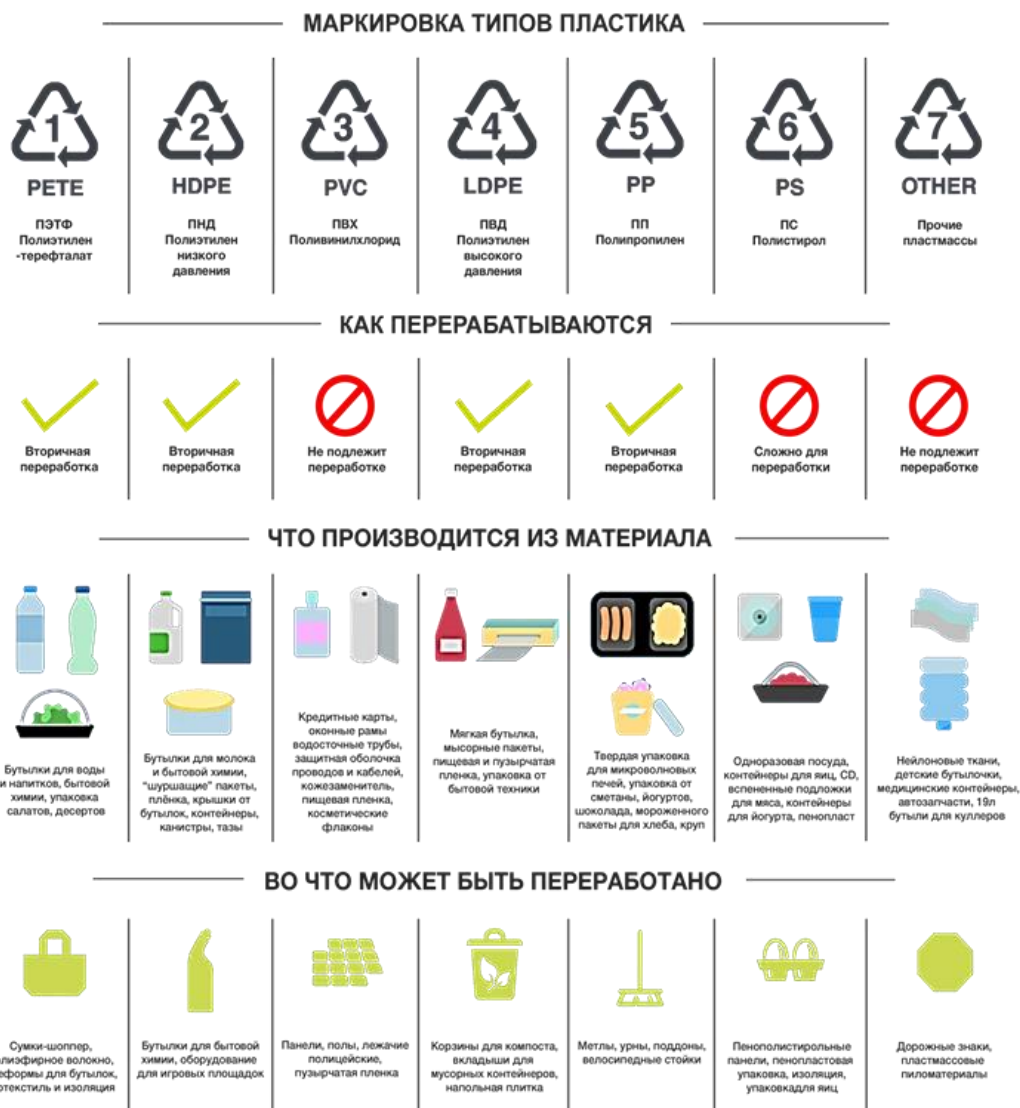 МАРКИРОВКА ТИПОВ ПЛАСТИКА
1
PETE
ПЭТФ
Полиэтилен
-терефталат
2
HDPE
ПНД
Полиэтилен
низкого
давления
3
PVC
ПВХ
Поливинилхлорид
4
LDPE
ПВД
Полиэтилен
высокого
давления
5
PP
ПП
Полипропилен
6
PS
ПС
Полистирол
7
OTHER
Прочие
пластмассы
КАК ПЕРЕРАБАТЫВАЮТСЯ
Вторичная
переработка
Вторичная
переработка
Не подлежит
переработке
Вторичная
переработка
Вторичная
переработка
Сложно для
переработки
Не подлежит
переработке
ЧТО ПРОИЗВОДИТСЯ ИЗ МАТЕРИАЛА
Бутылки для воды
и напитков, бытовой
химии, упаковка
салатов, десертов
Бутылки для молока
и бытовой химии,
"шуршащие" пакеты,
плёнка, крышки от
бутылок, контейнеры,
канистры, тазы
Кредитные карты,
оконные рамы
водосточные трубы,
защитная оболочка
проводов и кабелей,
кожезаменитель,
пищевая пленка,
косметические
флаконы
Мягкая бутылка,
мысорные пакеты,
пищевая и пузырчатая
пленка, упаковка от
бытовой техники
Твердая упаковка
для микроволновых
печей, упаковка от
сметаны, йогуртов,
шоколада, мороженного
пакеты для хлеба, круп
Одноразовая посуда,
контейнеры для яиц, CD,
вспененные подложки
для мяса, контейнеры
для йогурта, пенопласт
Нейлоновые ткани,
детские бутылочки,
медицинские контейнеры,
автозапчасти, 19л
бутыли для куллеров
ВО ЧТО МОЖЕТ БЫТЬ ПЕРЕРАБОТАНО
Сумки-шоппер,
лиэфирное волокно,
еформы для бутылок,
отекстиль и изоляция
Бутылки для бытовой
химии, оборудование
для игровых площадок
Панели, полы, лежачие
полицейские,
пузырчатая пленка
Корзины для компоста,
вкладыши для
мусорных контейнеров,
напольная плитка
Метлы, урны, поддоны,
велосипедные стойки
Пенополистирольные
панели, пенопластовая
упаковка, изоляция,
упаковкадля яиц
Дорожные знаки,
пластмассовые
пиломатериалы